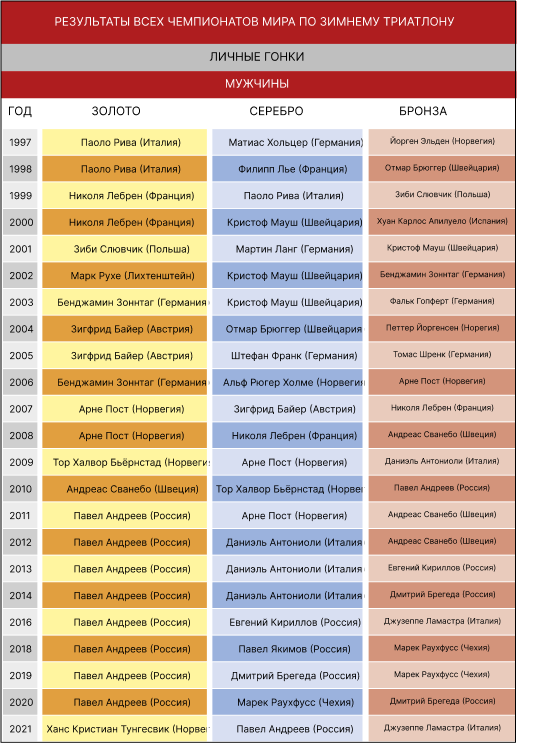 РЕЗУЛЬТАТЫ ВСЕХ ЧЕМПИОНАТОВ МИРА ПО ЗИМНЕМУ ТРИАТЛОНУ
ЛИЧНЫЕ ГОНКИ
МУЖЧИНЫ
ГОД ЗОЛОТО СЕРЕБРО БРОНЗА
1997 Паоло Рива (Италия) Матиас Хольцер (Германия) Йорген Эльден (Норвегия)
1998 Паоло Рива (Италия) Филипп Лье (Франция) Отмар Брюггер (Швейцария)
1999 Николя Лебрен (Франция) Паоло Рива (Италия) Зиби Слювчик (Польша)
2000 Николя Лебрен (Франция) Кристоф Мауш (Швейцария) Хуан Карлос Апилуело (Испания)
2001 Зиби Слювчик (Польша) Мартин Ланг (Германия) Кристоф Мауш (Швейцария)
2002 Марк Рухе (Лихтенштейн) Кристоф Мауш (Швейцария) Бенджамин Зоннтаг (Германия)
2003 Бенджамин Зоннтаг (Германия Кристоф Мауш (Швейцария) Фальк Гопферт (Германия)
2004 Зигфрид Байер (Австрия) Отмар Брюггер (Швейцария Петтер Йоргенсен (Норегия)
2005 Зигфрид Байер (Австрия) Штефан Франк (Германия) Томас Шренк (Германия)
2006 Бенджамин Зоннтаг (Германия Альф Рюгер Холме (Норвегия Арне Пост (Норвегия)
2007 Арне Пост (Норвегия) Зигфрид Байер (Австрия) Николя Лебрен (Франция)
2008 Арне Пост (Норвегия) Николя Лебрен (Франция) Андреас Сванебо (Швеция)
2009 Тор Халвор Бьёрнстад (Норвеги Арне Пост (Норвегия) Даниэль Антониоли (Италия)
2010 Андреас Сванебо (Швеция) Тор Халвор Бьёрнстад (Норвег Павел Андреев (Россия)
2011 Павел Андреев (Россия) Арне Пост (Норвегия) Андреас Сванебо (Швеция)
2012 Павел Андреев (Россия) Даниэль Антониоли (Италия Андреас Сванебо (Швеция)
2013 Павел Андреев (Россия) Даниэль Антониоли (Италия) Евгений Кириллов (Россия)
2014 Павел Андреев (Россия) Даниэль Антониоли (Италия) Дмитрий Брегеда (Россия)
2016 Павел Андреев (Россия) Евгений Кириллов (Россия) Джузеппе Ламастра (Италия)
2018 Павел Андреев (Россия) Павел Якимов (Россия) Марек Раухфусс (Чехия)
2019 Павел Андреев (Россия) Дмитрий Брегеда (Россия) Марек Раухфусс (Чехия)
2020 Павел Андреев (Россия) Марек Раухфусс (Чехия) Дмитрий Брегеда (Россия)
2021 Ханс Кристиан Тунгесвик (Норвег Павел Андреев (Россия) Джузеппе Ламастра (Италия)